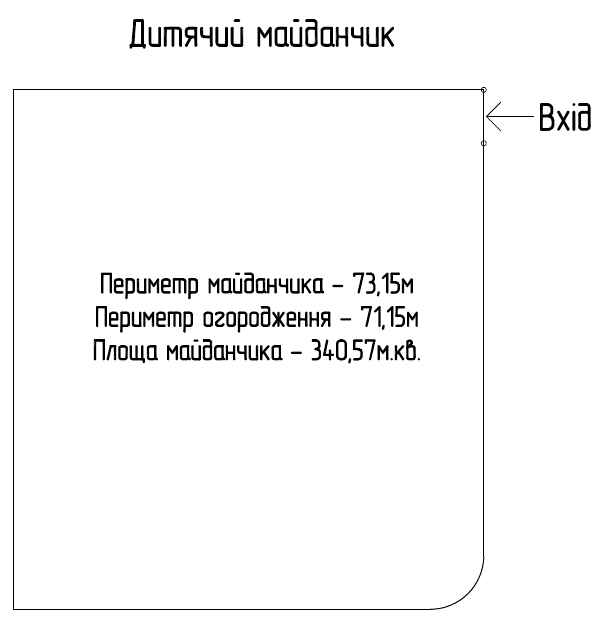 Дитячий майданчик
Вхід
Периметр майданчика – 73,15м
Периметр огородження – 71,15м
Площа майданчика – 340,57м.кв.